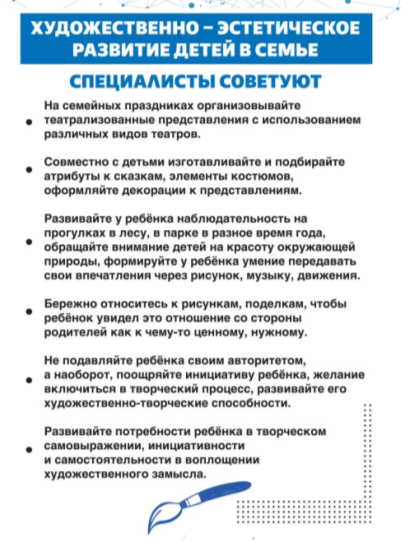 ХУДОЖЕСТВЕННО – ЭСТЕТИЧЕСКОЕ
РАЗВИТИЕ ДЕТЕЙ В СЕМЬЕ
СПЕЦИАЛИСТЫ СОВЕТУЮТ
На семейных праздниках организовывайте
• театрализованные представления с использованием
различных видов театров.
• Совместно с детьми изготавливайте и подбирайте
атрибуты к сказкам, элементы костюмов,
оформляйте декорации к представлениям.
Развивайте у ребёнка наблюдательность на
• прогулках в лесу, в парке в разное время года,
обращайте внимание детей на красоту окружающей
природы, формируйте у ребёнка умение передавать
свои впечатления через рисунок, музыку, движения.
• Бережно относитесь к рисункам, поделкам, чтобы
ребёнок увидел это отношение со стороны
родителей как к чему-то ценному, нужному.
Не подавляйте ребёнка своим авторитетом,
• а наоборот, поощряйте инициативу ребёнка, желание
включиться в творческий процесс, развивайте его
художественно-творческие способности.
Развивайте потребности ребёнка в творческом
• самовыражении, инициативности
и самостоятельности в воплощении
художественного замысла.